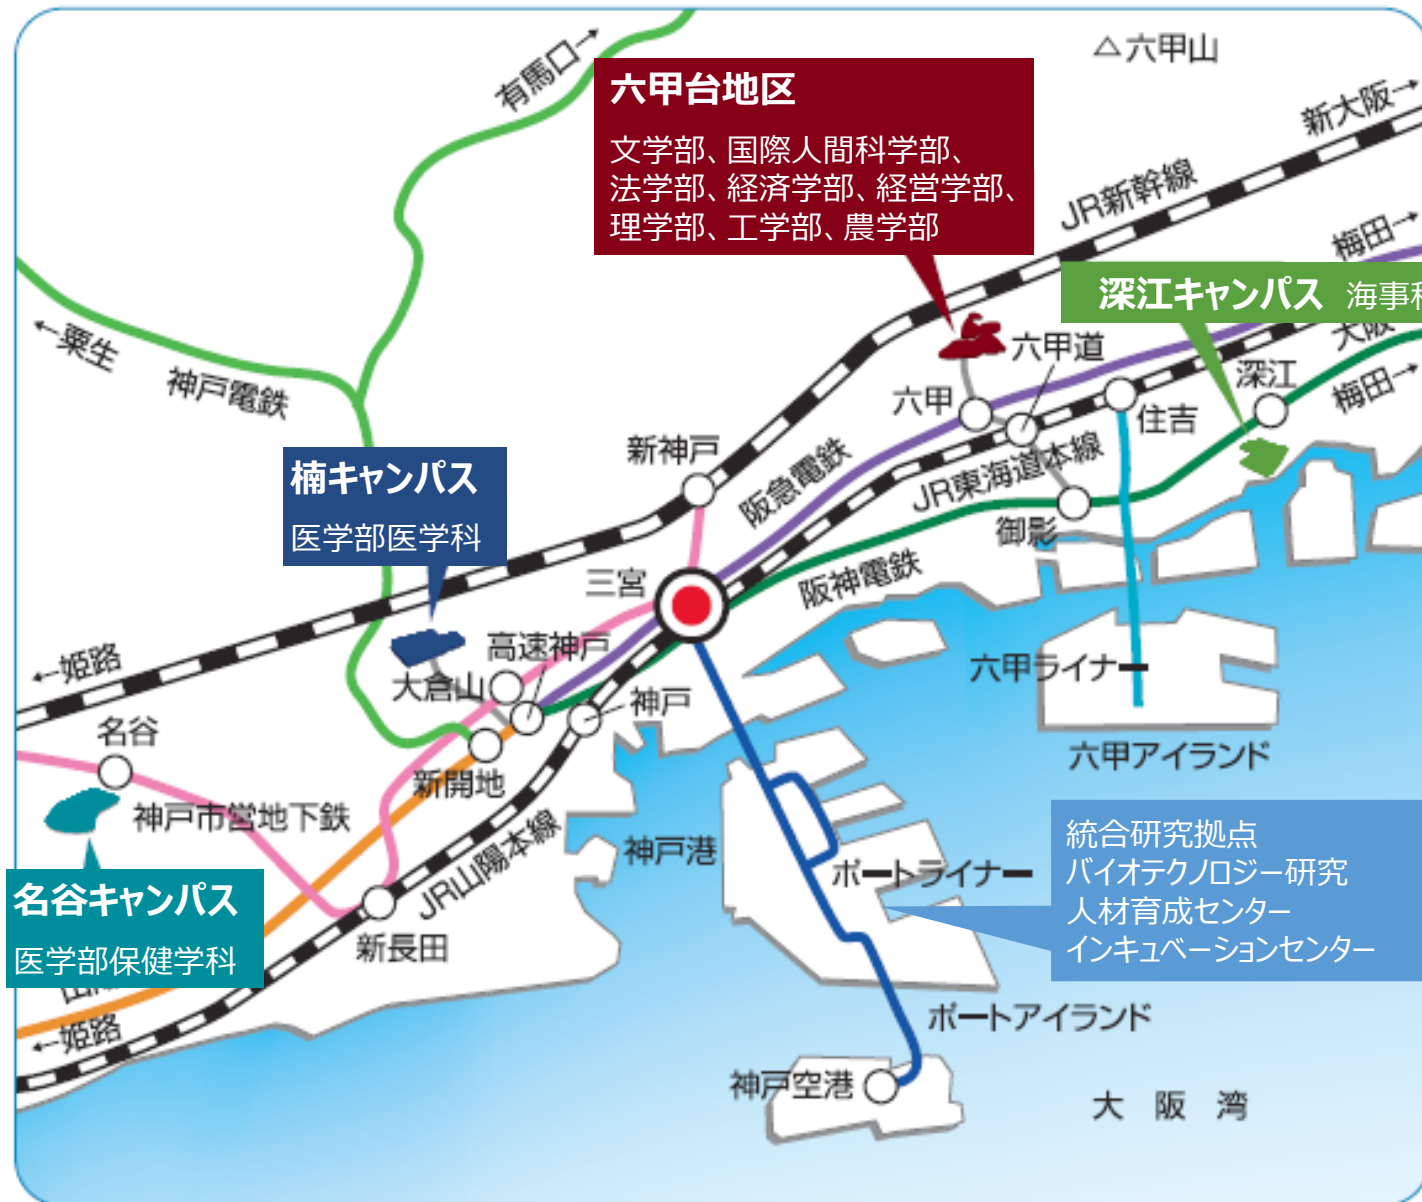 有馬口→
△六甲山
六甲台地区
文学部、国際人間科学部、
法学部、経済学部、経営学部、
理学部、工学部、農学部
新大阪→
JR新幹線
梅田→
深江キャンパス 海事科
←粟生
神戸電鉄
六甲道
大阪
深江
梅田→
六甲
住吉
新神戸
阪急電鉄
JR東海道本線
楠キャンパス
医学部医学科
御影
阪神電鉄
三宮
←姫路
高速神戸
大倉山
六甲ライナー
神戸
名谷
六甲アイランド
新開地
神戸市営地下鉄
統合研究拠点
バイオテクノロジー研究
人材育成センター
インキュベーションセンター
神戸港
ポートライナー
JR山陽本線
名谷キャンパス
医学部保健学科
新長田
ポートアイランド
←姫路
神戸空港
大阪湾